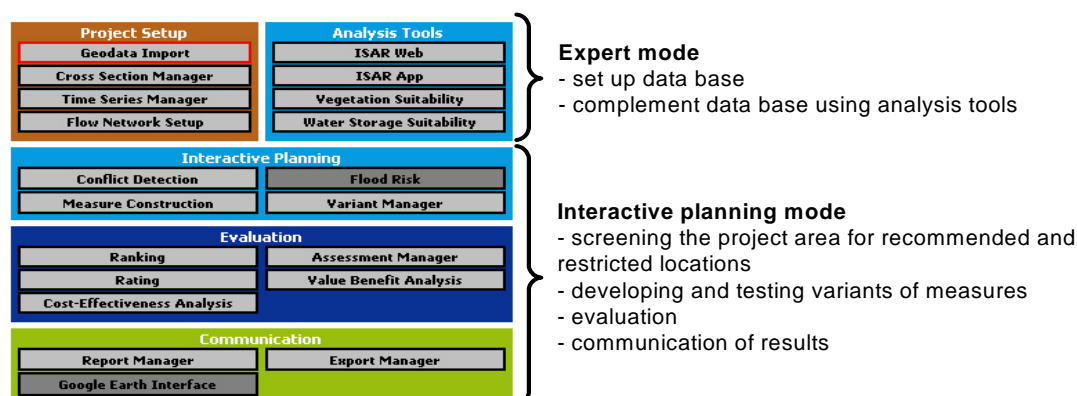 Project Setup
Geodata Import
Cross Section Manager
Time Series Manager
Flow Network Setup
Analysis Tools
ISAR Web
ISAR App
Vegetation Suitability
Water Storage Suitability
Expert mode
- set up data base
- complement data base using analysis tools
Interactive Planning
Conflict Detection
Flood Risk
Measure Construction
Variant Manager
Evaluation
Ranking
Assessment Manager
Rating
Value Benefit Analysis
Cost-Effectiveness Analysis
Communication
Report Manager
Export Manager
Google Earth Interface
Interactive planning mode
- screening the project area for recommended and
restricted locations
- developing and testing variants of measures
- evaluation
- communication of results